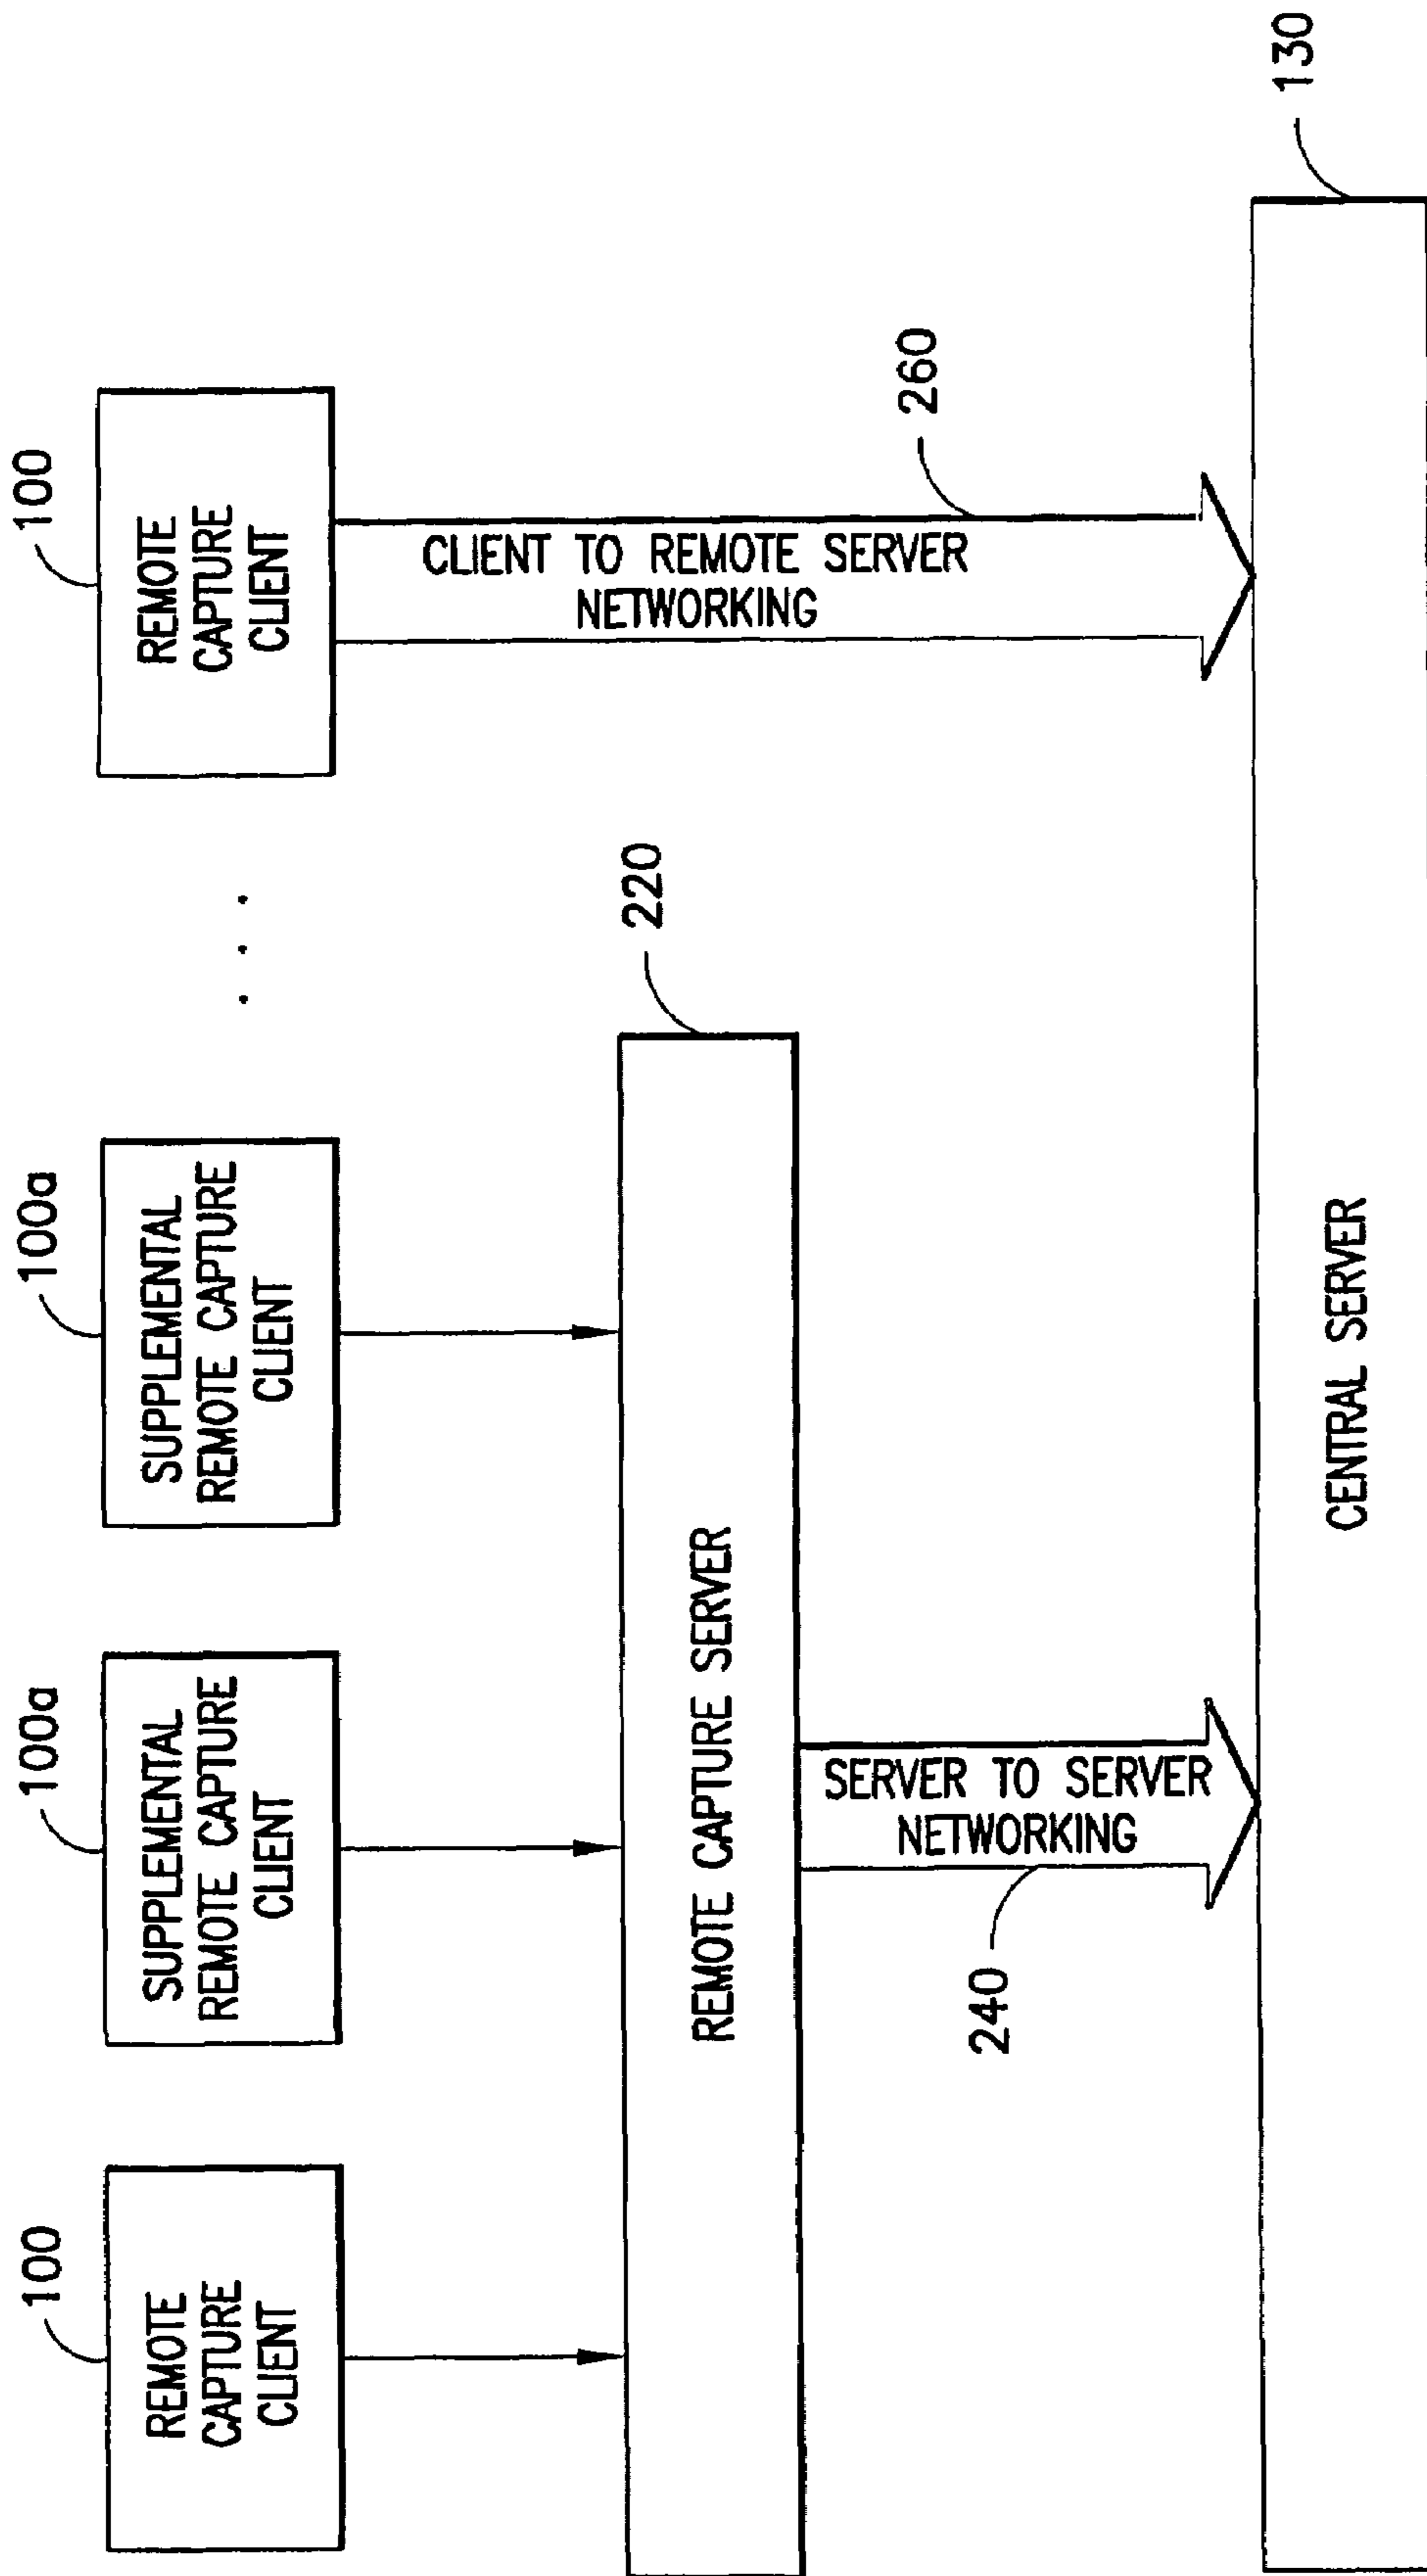 100
REMOTE
CAPTURE
CLIENT
100a
SUPPLEMENTAL
REMOTE CAPTURE
CLIENT
100a
SUPPLEMENTAL
REMOTE CAPTURE
CLIENT
. . .
100
REMOTE
CAPTURE
CLIENT
REMOTE CAPTURE SERVER
220
SERVER TO SERVER
NETWORKING
240
CLIENT TO REMOTE SERVER
NETWORKING
260
CENTRAL SERVER
130